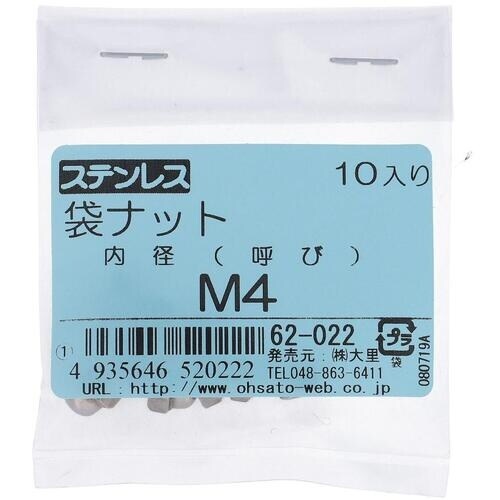 ステンレス 10入り
袋ナット
内径(呼び)
M4
62-022 プラ
① 発売元:㈱大里 袋
4 935646 520222 TEL048-863-6411
URL:http://www.ohsato-web.co.jp
080719A